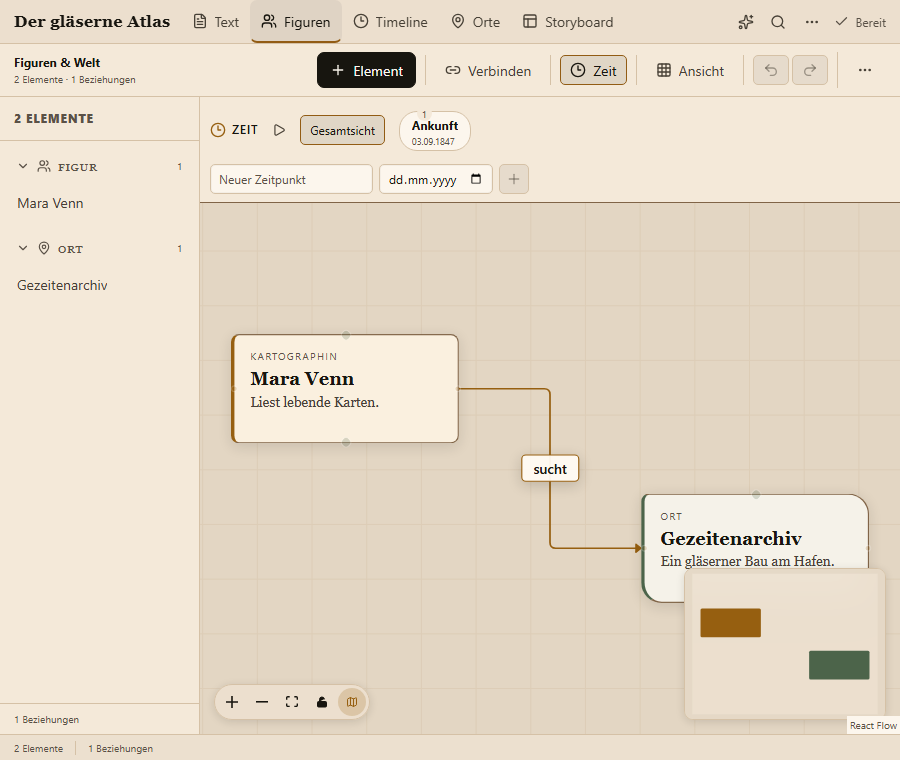 Der gläserne Atlas
Text
Figuren
Timeline
Orte
Storyboard
Bereit
Figuren & Welt
2 Elemente · 1 Beziehungen
Element
Verbinden
Zeit
Ansicht
2 ELEMENTE
FIGUR 1
Mara Venn
ORT 1
Gezeitenarchiv
ZEIT
Gesamtsicht
1
Ankunft
03.09.1847
Neuer Zeitpunkt
dd.mm.yyyy
KARTOGRAPHIN
Mara Venn
Liest lebende Karten.
sucht
ORT
Gezeitenarchiv
Ein gläserner Bau am Hafen.
React Flow
1 Beziehungen
2 Elemente
1 Beziehungen